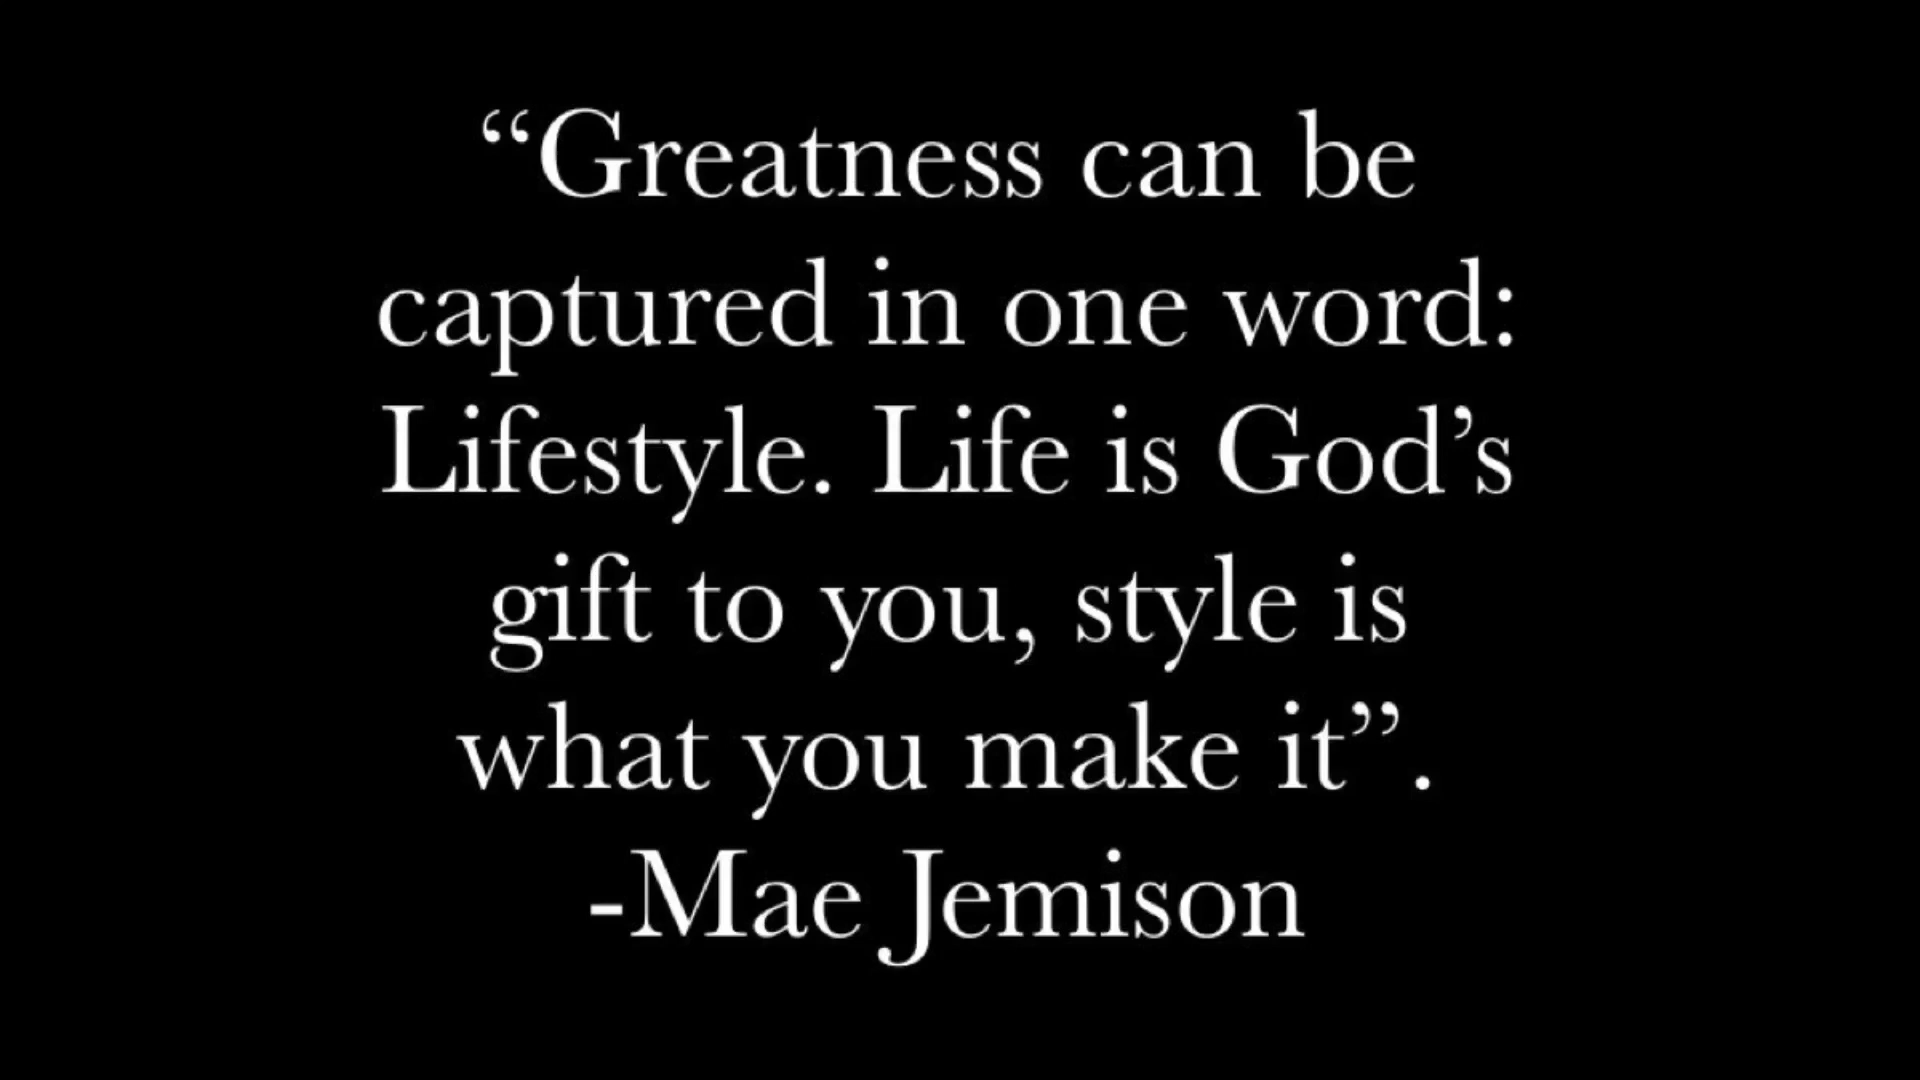 “Greatness can be
captured in one word:
Lifestyle. Life is God’s
gift to you, style is
what you make it”.
-Mae Jemison